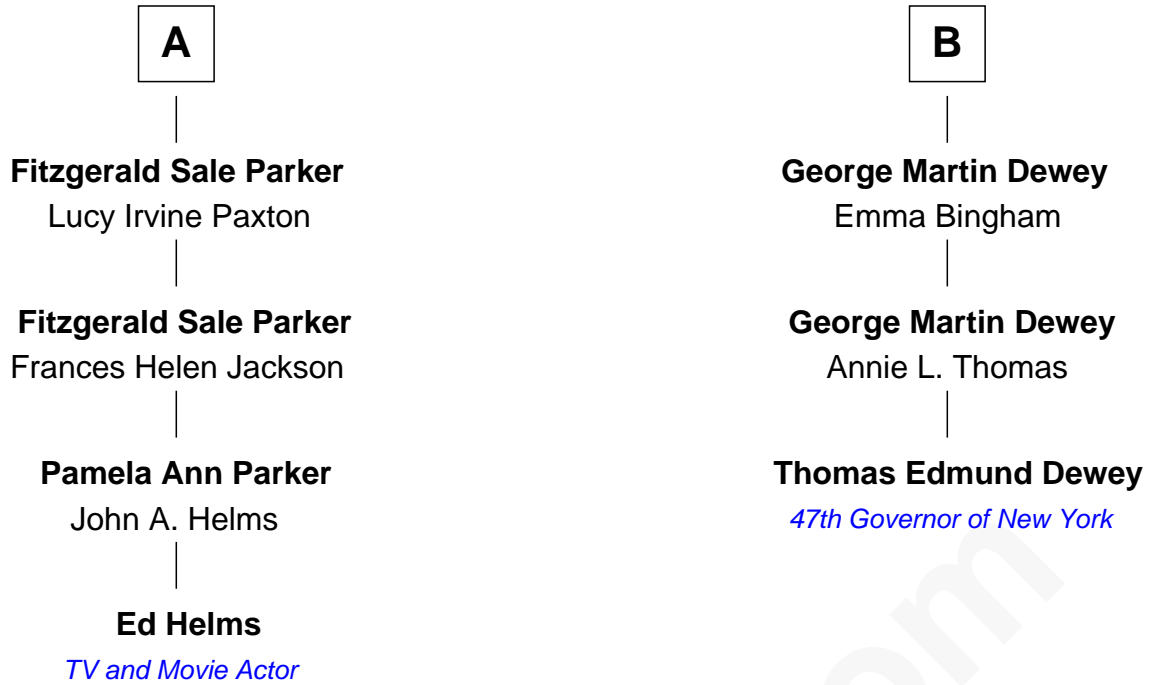 A
Fitzgerald Sale Parker
Lucy Irvine Paxton
Fitzgerald Sale Parker
Frances Helen Jackson
Pamela Ann Parker
John A. Helms
Ed Helms
TV and Movie Actor
B
George Martin Dewey
Emma Bingham
George Martin Dewey
Annie L. Thomas
Thomas Edmund Dewey
47th Governor of New York
om